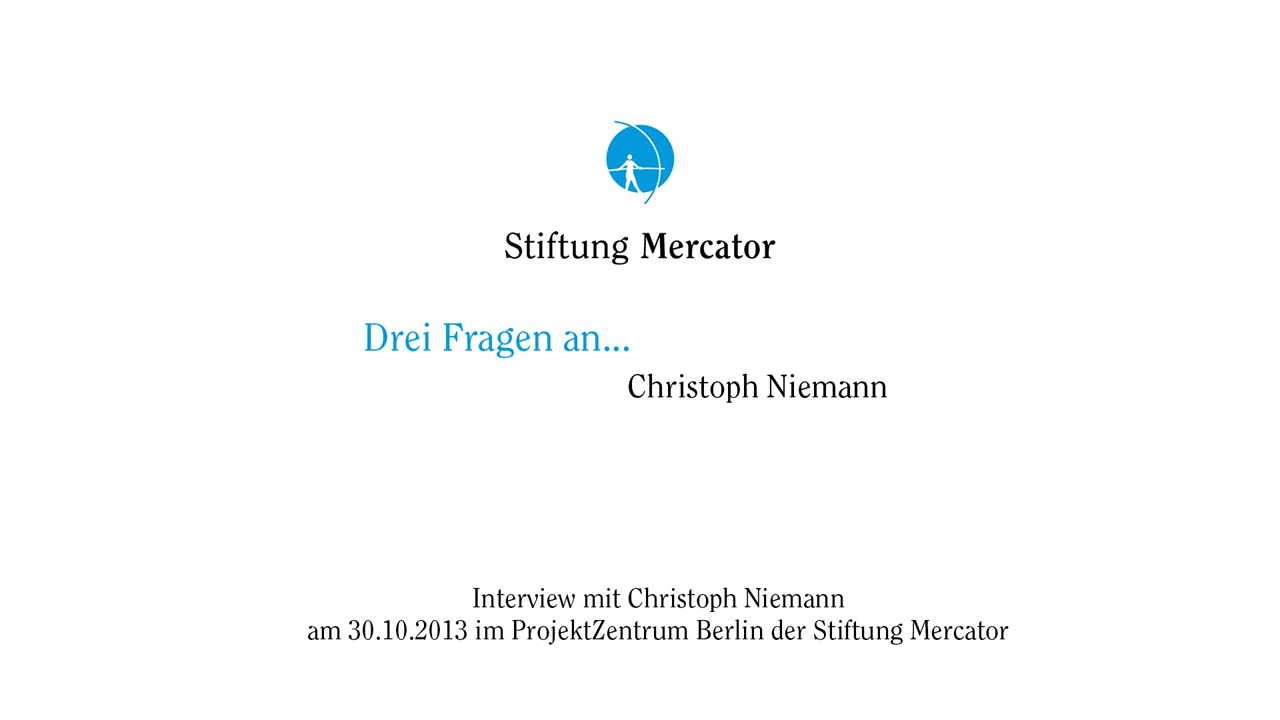 Stiftung Mercator
Drei Fragen an...
Christoph Niemann
Interview mit Christoph Niemann
am 30.10.2013 im ProjektZentrum Berlin der Stiftung Mercator